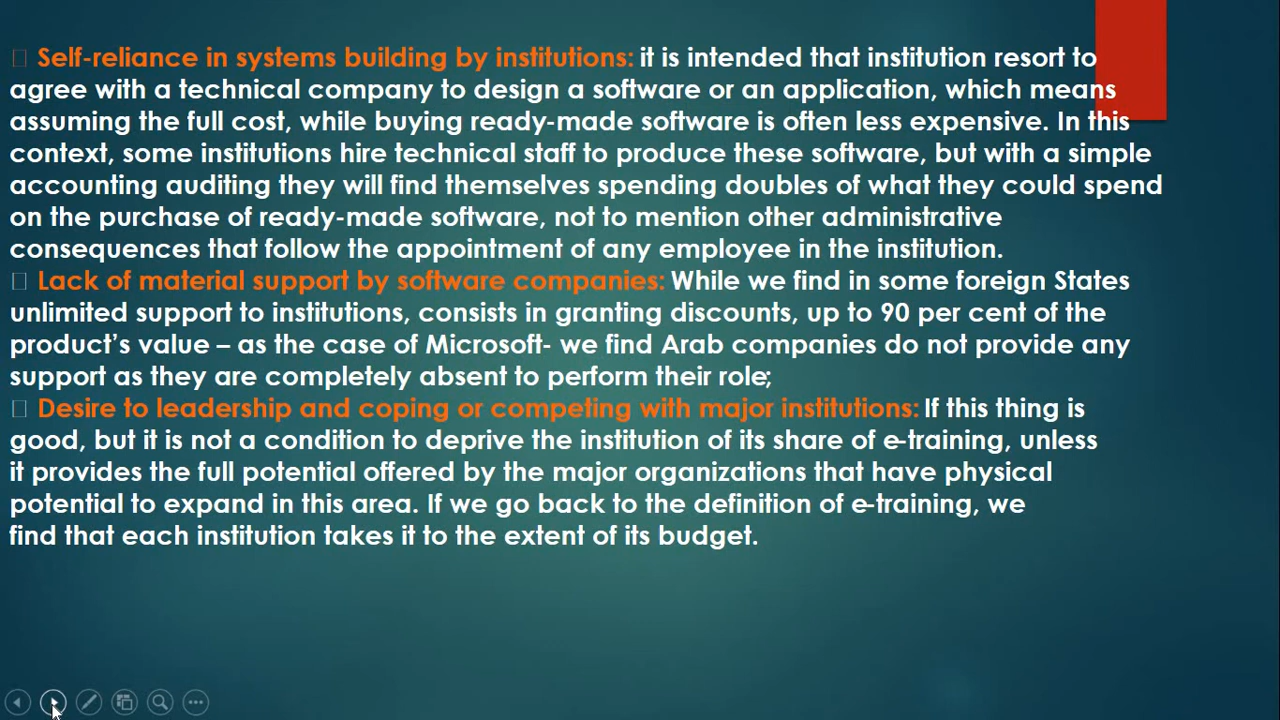 Self-reliance in systems building by institutions: it is intended that institution resort to
agree with a technical company to design a software or an application, which means
assuming the full cost, while buying ready-made software is often less expensive. In this
context, some institutions hire technical staff to produce these software, but with a simple
accounting auditing they will find themselves spending doubles of what they could spend
on the purchase of ready-made software, not to mention other administrative
consequences that follow the appointment of any employee in the institution.
Lack of material support by software companies: While we find in some foreign States
unlimited support to institutions, consists in granting discounts, up to 90 per cent of the
product’s value – as the case of Microsoft- we find Arab companies do not provide any
support as they are completely absent to perform their role;
Desire to leadership and coping or competing with major institutions: If this thing is
good, but it is not a condition to deprive the institution of its share of e-training, unless
it provides the full potential offered by the major organizations that have physical
potential to expand in this area. If we go back to the definition of e-training, we
find that each institution takes it to the extent of its budget.